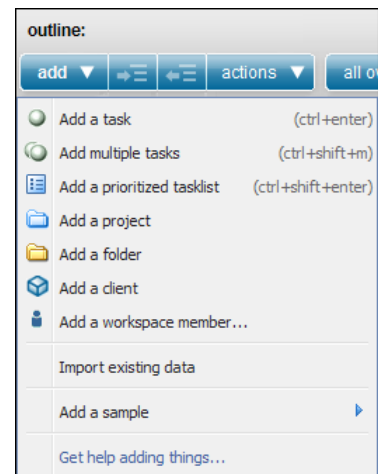 outline:
add actions all
Add a task (ctrl+enter)
Add multiple tasks (ctrl+shift+m)
Add a prioritized tasklist (ctrl+shift+enter)
Add a project
Add a folder
Add a client
Add a workspace member...
Import existing data
Add a sample
Get help adding things...